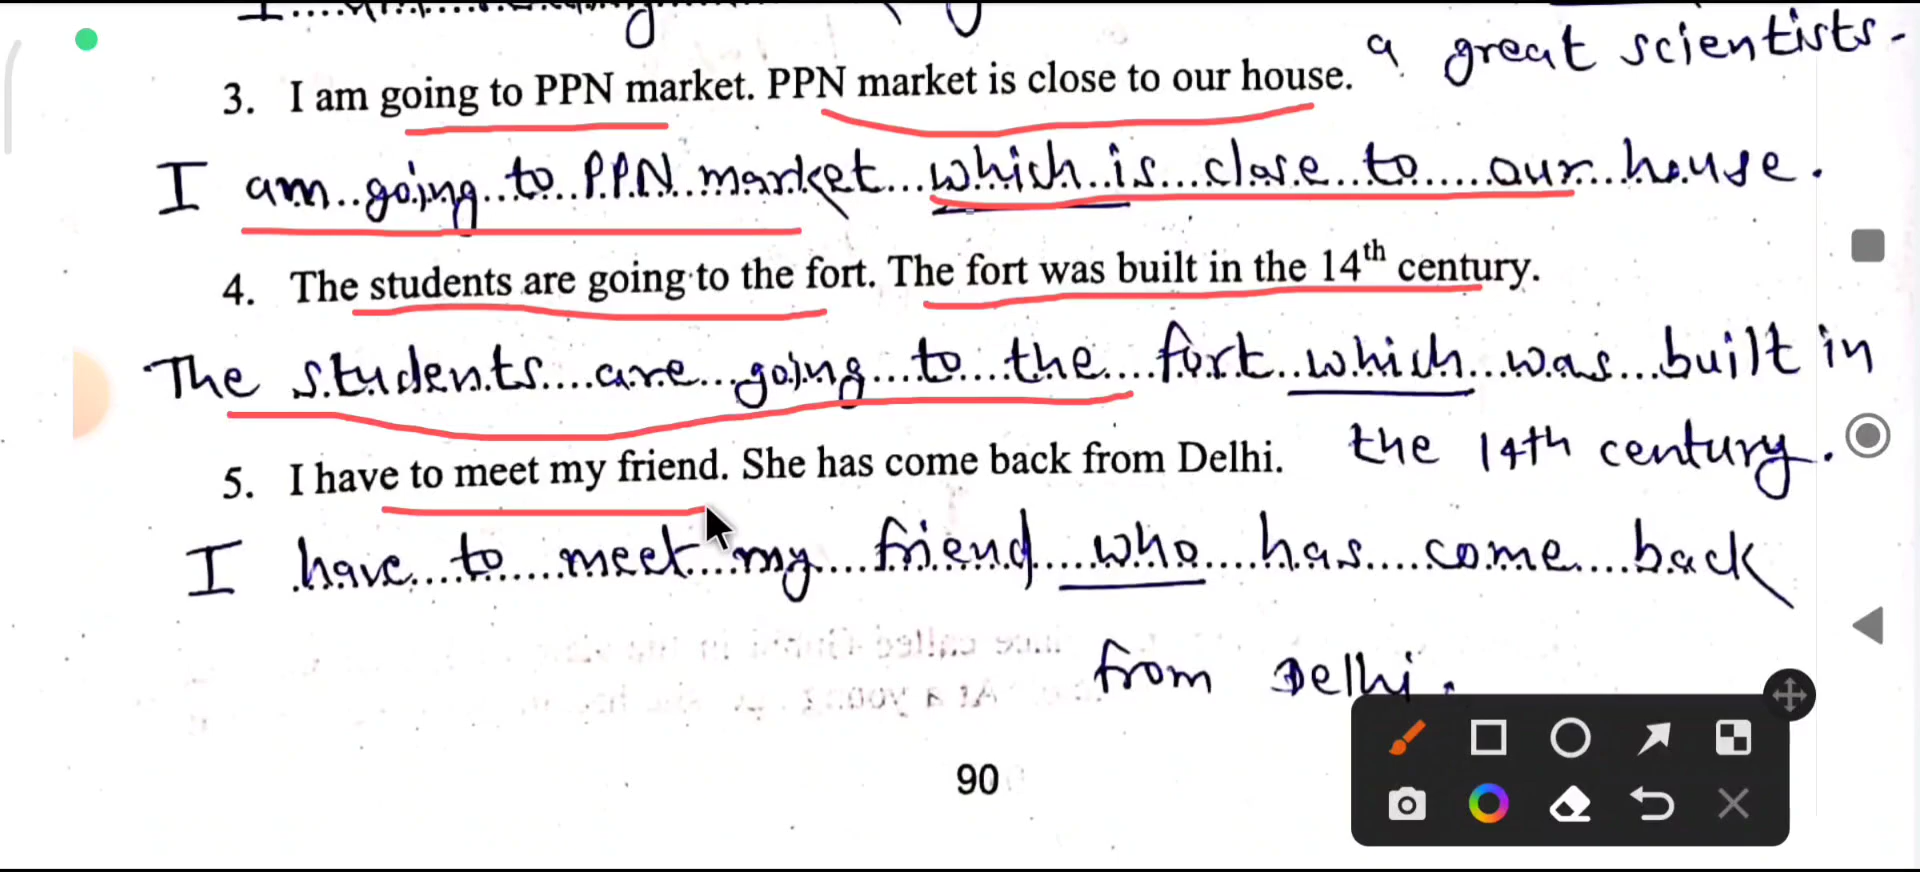 a great scientists.
3. I am going to PPN market. PPN market is close to our house.
I am going to PPN market which is close to our house.
4. The students are going to the fort. The fort was built in the 14th century.
The students are going to the fort which was built in
the 14th century.
5. I have to meet my friend. She has come back from Delhi.
I have to meet my friend who has come back
from Delhi.
90